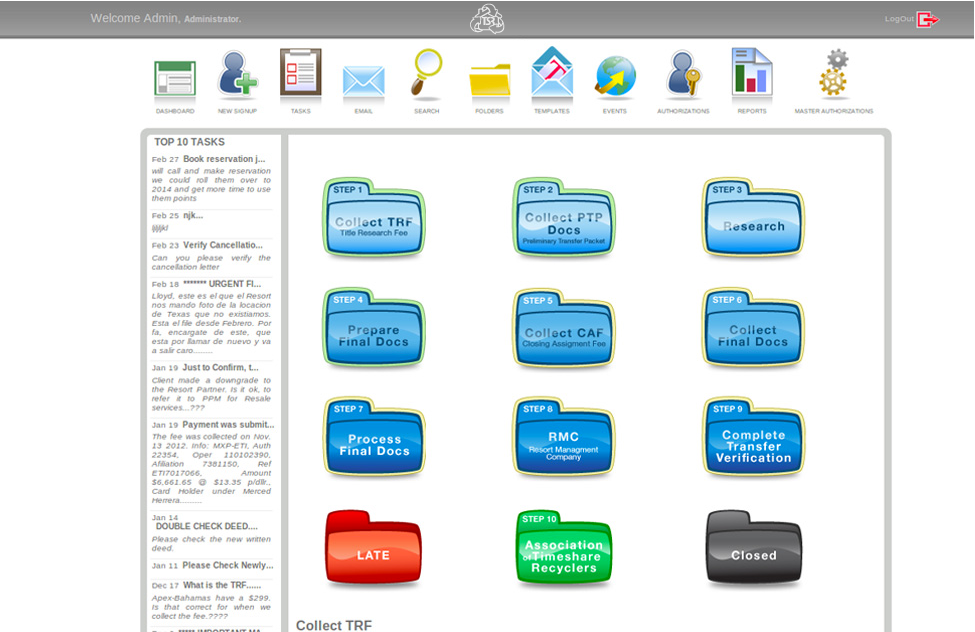 Welcome Admin, Administrator.
LogOut
DASHBOARD
NEW SIGNUP
TASKS
EMAIL
SEARCH
FOLDERS
TEMPLATES
EVENTS
AUTHORIZATIONS
REPORTS
MASTER AUTHORIZATIONS
TOP 10 TASKS
Feb 27 Book reservation j...
will call and make reservation
we could roll them over to
2014 and get more time to use
them points
Feb 25 njk...
Feb 23 Verify Cancellatio...
Can you please verify the
cancellation letter
Feb 18 ******* URGENT FI...
Lloyd, este es el que el Resort
nos mando foto de la locacion
de Texas que no existiamos.
Esta el file desde Febrero. Por
fa, encargate de este, que
esta por llamar de nuevo y va
a salir caro.........
Jan 19 Just to Confirm, t...
Client made a downgrade to
the Resort Partner. Is it ok, to
refer it to PPM for Resale
services...???
Jan 19 Payment was submit...
The fee was collected on Nov.
13 2012. Info: MXP-ETI, Auth
22354, Oper 110102390,
Afiliation 7381150, Ref
ETI7017066, Amount
$6,661.65 @ $13.35 p/dllr.,
Card Holder under Merced
Herrera.........
Jan 14
DOUBLE CHECK DEED....
Please check the new written
deed.
Jan 11 Please Check Newly...
Dec 17 What is the TRF......
Apex-Bahamas have a $299.
Is that correct for when we
collect the fee.????
STEP 1
Collect TRF
Title Research Fee
STEP 2
Collect PTP
Docs
Preliminary Transfer Packet
STEP 3
Research
STEP 4
Prepare
Final Docs
STEP 5
Collect CAF
Closing Assigment Fee
STEP 6
Collect
Final Docs
STEP 7
Process
Final Docs
STEP 8
RMC
Resort Managment
Company
STEP 9
Complete
Transfer
Verification
LATE
STEP 10
Association
of Timeshare
Recyclers
Closed
Collect TRF